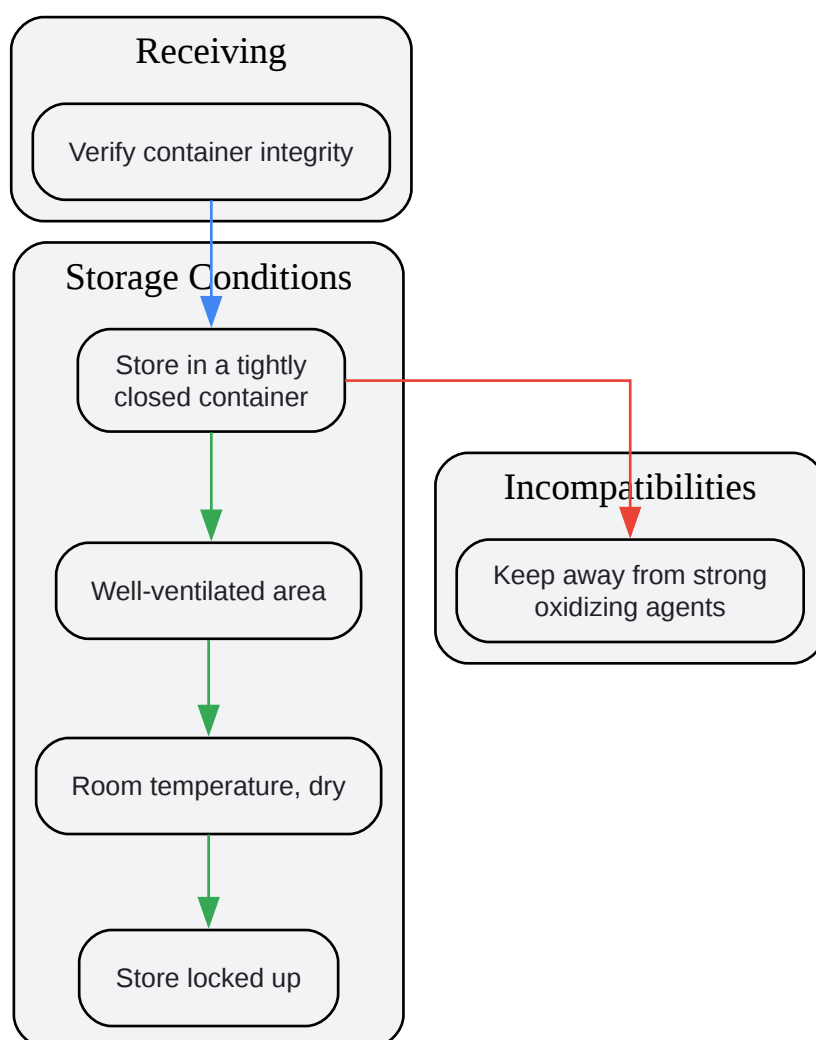 Receiving
Verify container integrity
Storage Conditions
Store in a tightly
closed container
Incompatibilities
Keep away from strong
oxidizing agents
Well-ventilated area
Room temperature, dry
Store locked up